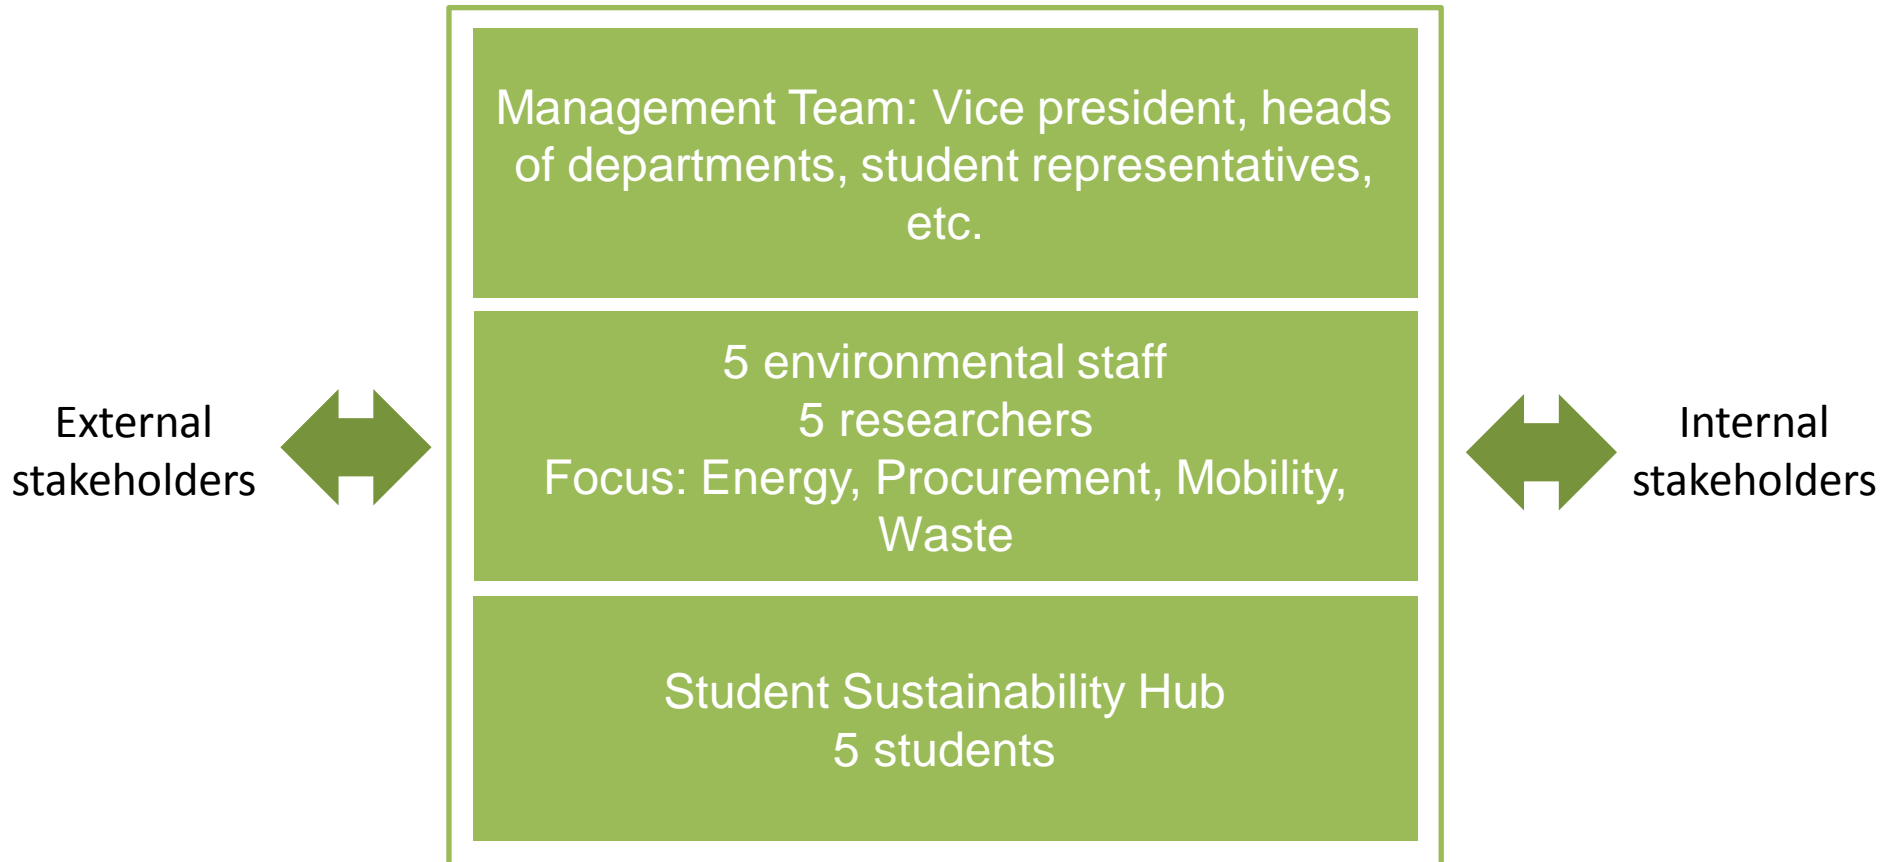 Management Team: Vice president, heads
of departments, student representatives,
etc.
5 environmental staff
5 researchers
Focus: Energy, Procurement, Mobility,
Waste
External
stakeholders
Internal
stakeholders
Student Sustainability Hub
5 students